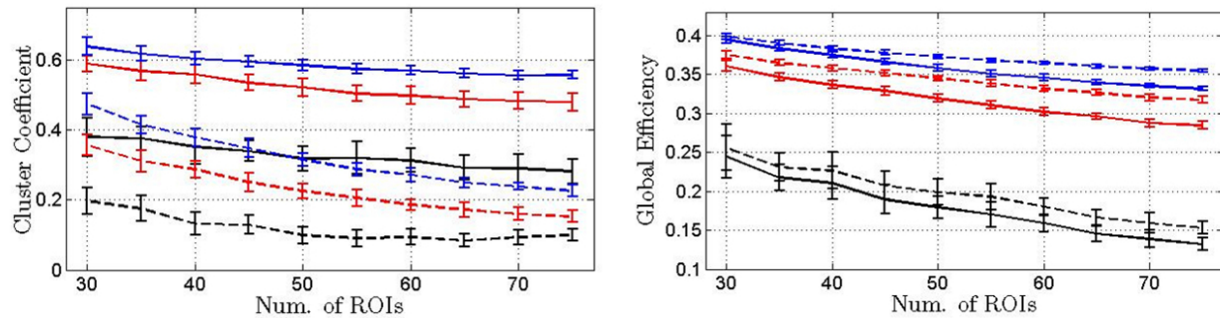 Cluster Coefficient
0.6
0.4
0.2
0
30 40 50 60 70
Num. of ROIs
Global Efficiency
0.4
0.35
0.3
0.25
0.2
0.15
0.1
30 40 50 60 70
Num. of ROIs